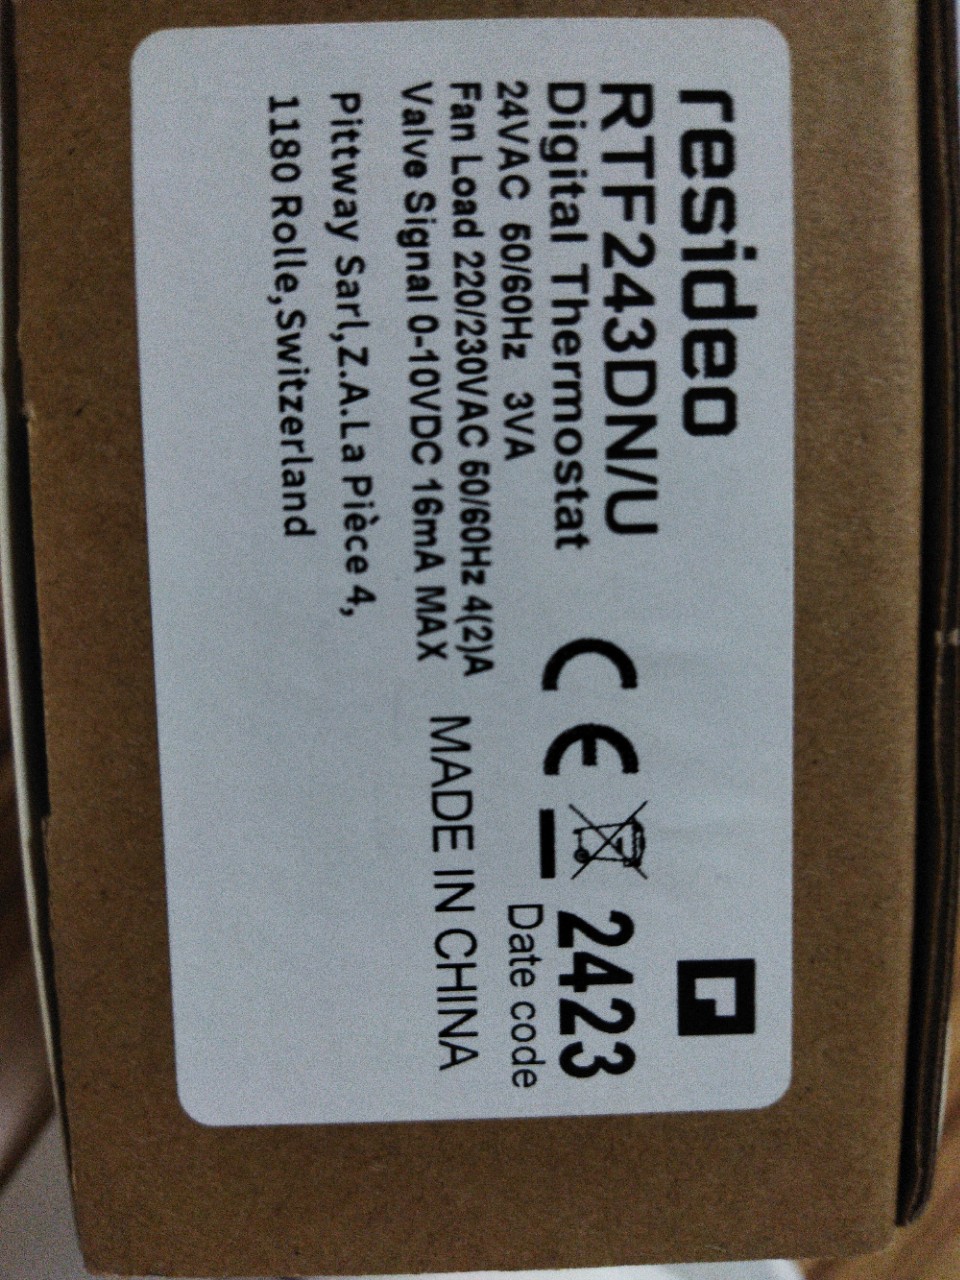 resideo
RTF243DN/U
Digital Thermostat
24VAC 50/60Hz 3VA
Fan Load 220/230VAC 50/60Hz 4(2)A
Valve Signal 0-10VDC 16mA MAX
Pittway Sarl,Z.A.La Pièce 4,
1180 Rolle,Switzerland
CE
2423
Date code
MADE IN CHINA